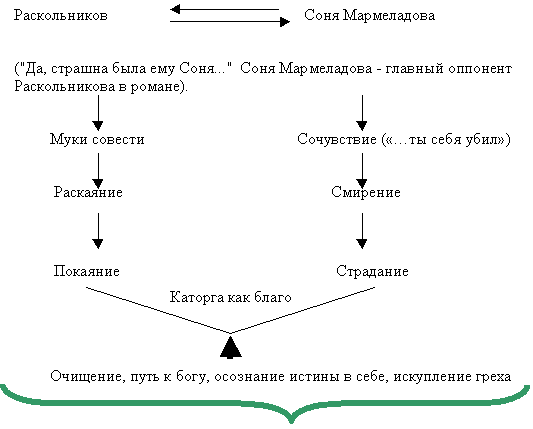 Раскольников Соня Мармеладова
("Да, страшна была ему Соня..." Соня Мармеладова - главный оппонент
Раскольникова в романе).
Муки совести Сочувствие («…ты себя убил»)
Раскаяние Смирение
Покаяние Страдание
Каторга как благо
Очищение, путь к богу, осознание истины в себе, искупление греха